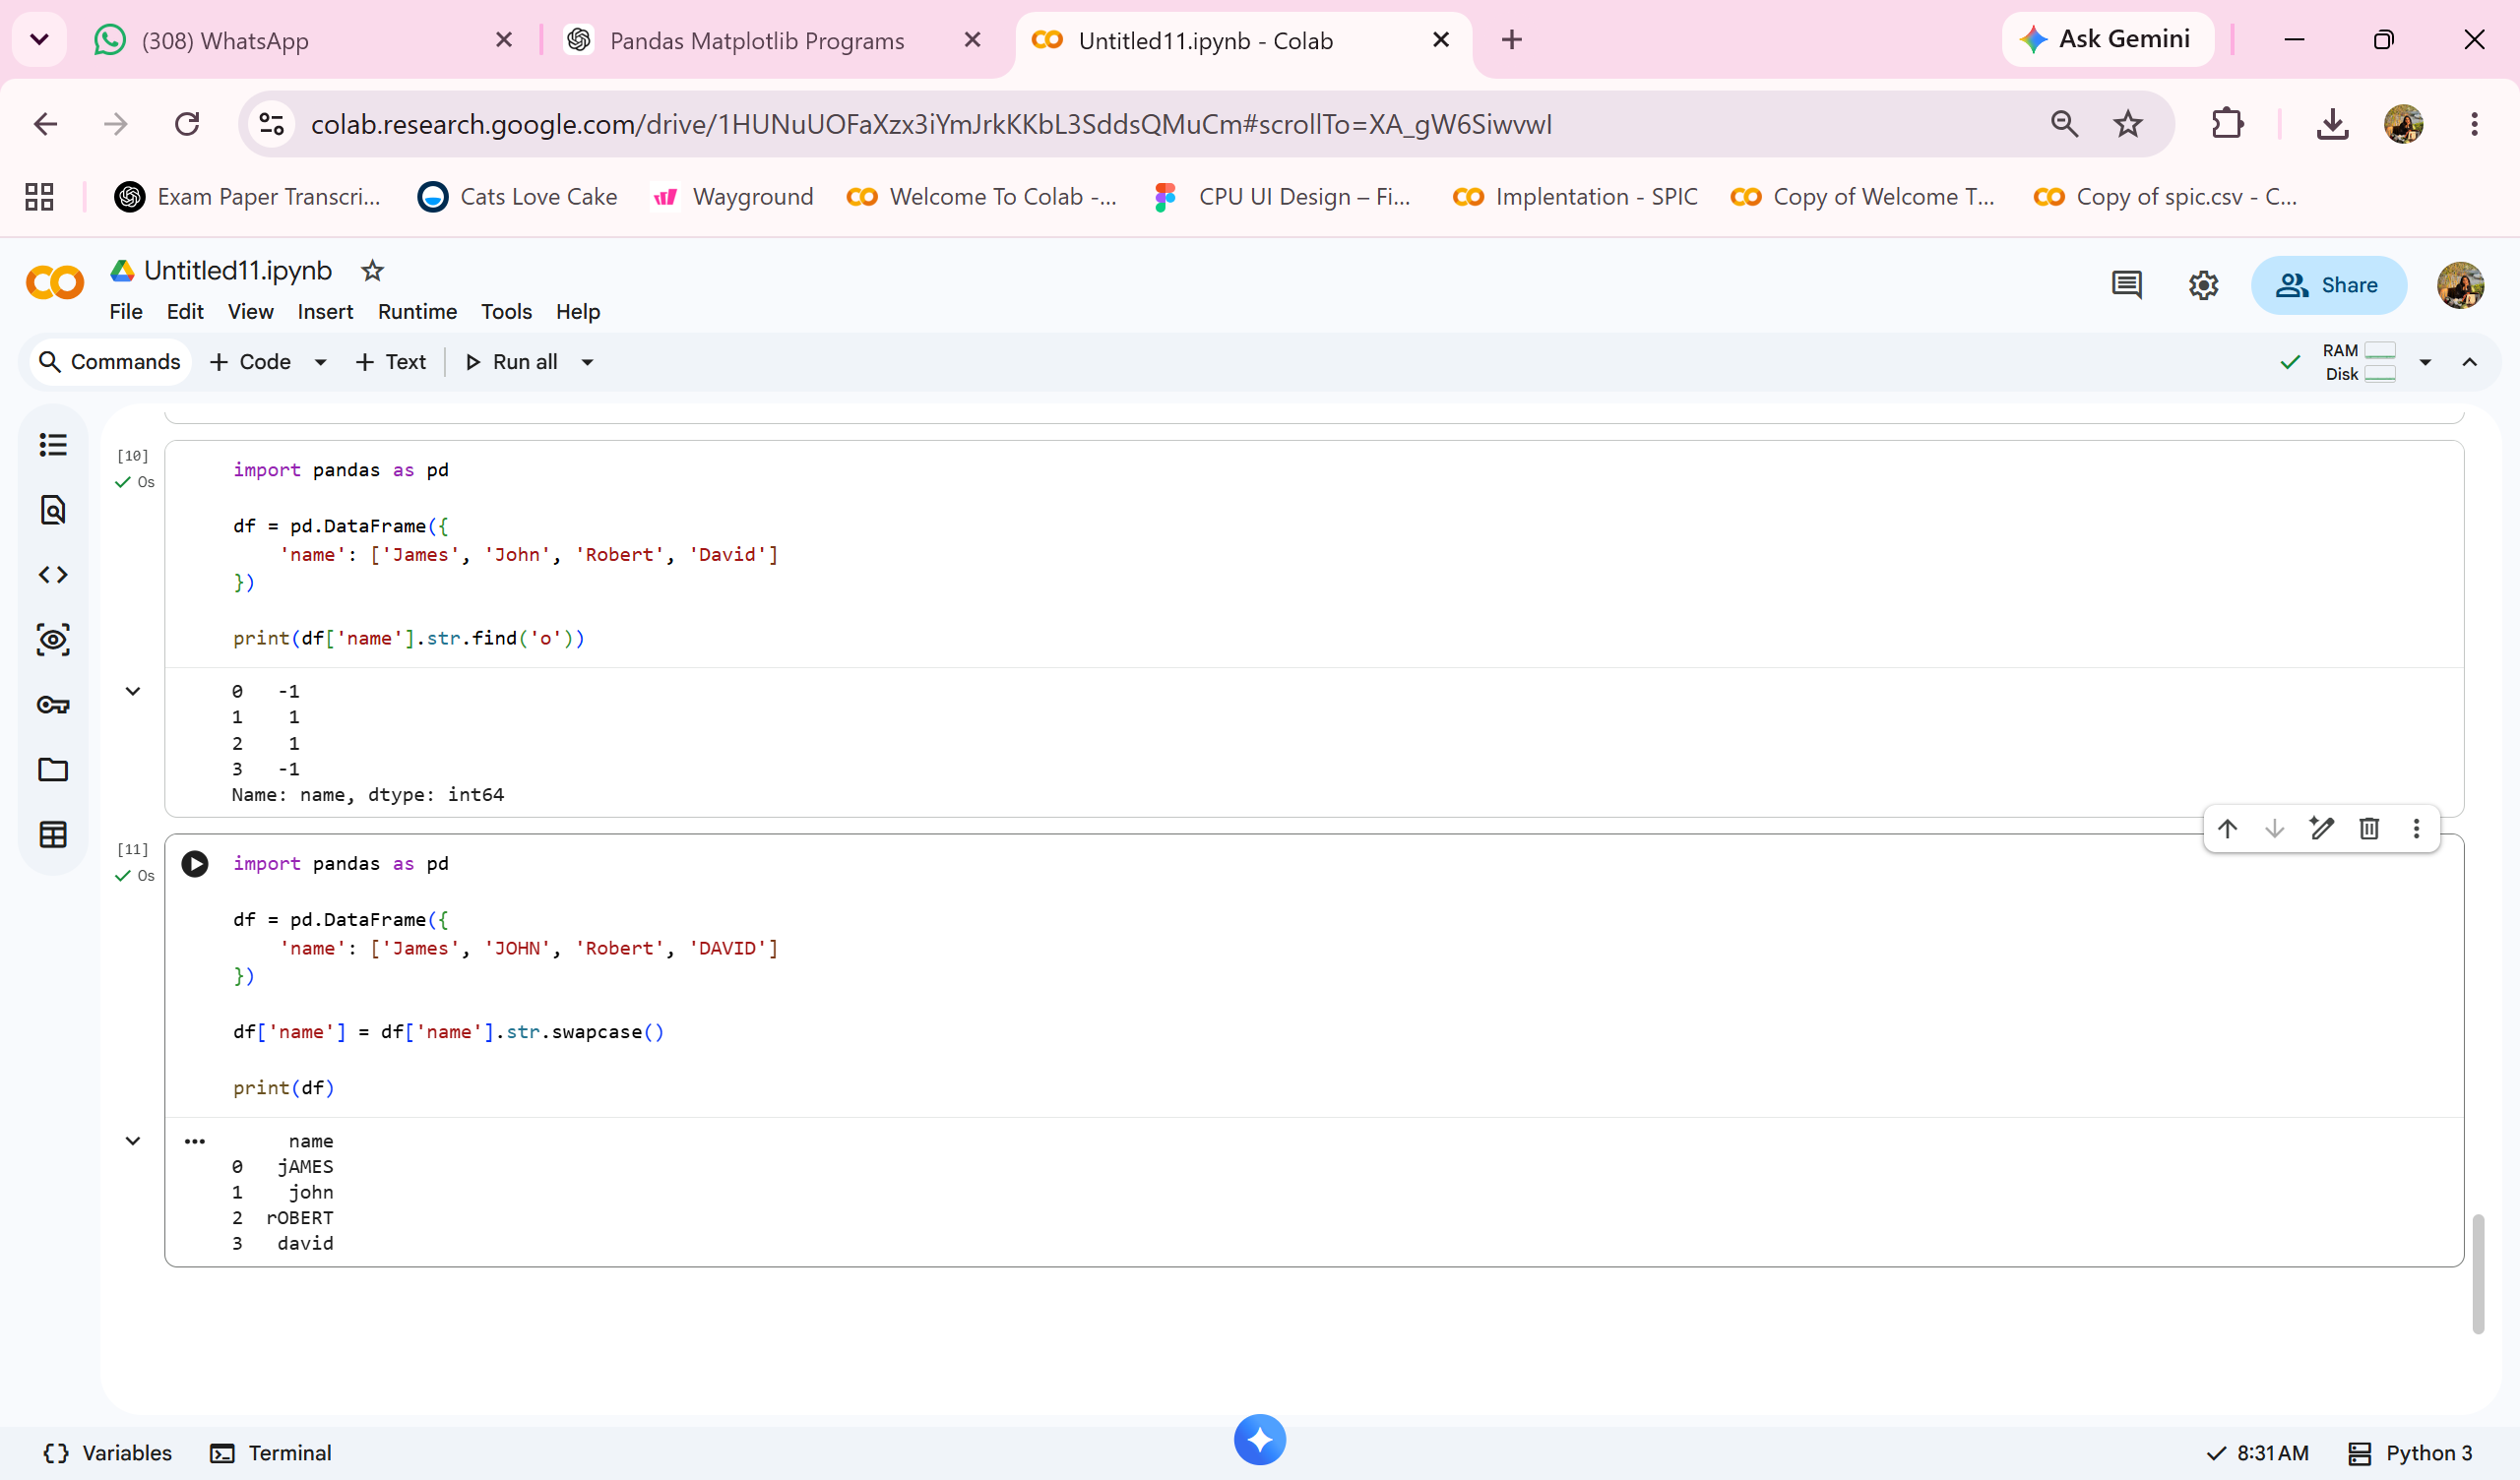 (308) WhatsApp
Pandas Matplotlib Programs
Untitled11.ipynb - Colab
Ask Gemini
colab.research.google.com/drive/1HUNuUOFaXzx3iYmJrkKKbL3SddsQMuCm#scrollTo=XA_gW6SiwvwI
Exam Paper Transcri...
Cats Love Cake
Wayground
Welcome To Colab -...
CPU UI Design – Fi...
Implentation - SPIC
Copy of Welcome T...
Copy of spic.csv - C...
Untitled11.ipynb
File Edit View Insert Runtime Tools Help
Share
Commands + Code + Text Run all
RAM
Disk
[10]
0s
import pandas as pd
df = pd.DataFrame({
    'name': ['James', 'John', 'Robert', 'David']
})
print(df['name'].str.find('o'))
0   -1
1    1
2    1
3   -1
Name: name, dtype: int64
[11]
0s
import pandas as pd
df = pd.DataFrame({
    'name': ['James', 'JOHN', 'Robert', 'DAVID']
})
df['name'] = df['name'].str.swapcase()
print(df)
     name
0   jAMES
1    john
2  rOBERT
3   david
Variables
Terminal
8:31 AM
Python 3